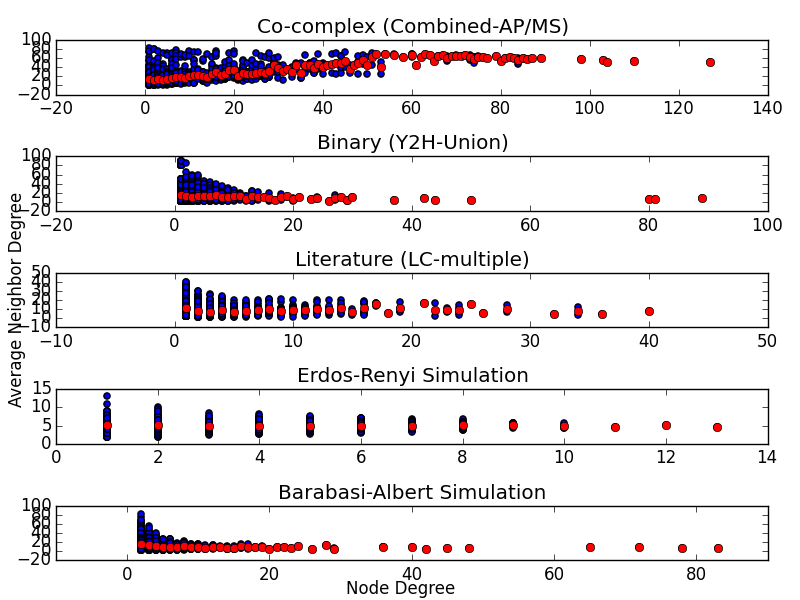 Co-complex (Combined-AP/MS)
100
80
60
40
20
0
−20
−20 0 20 40 60 80 100 120 140
Binary (Y2H-Union)
100
80
60
40
20
0
−20
−20 0 20 40 60 80 100
Average Neighbor Degree
Literature (LC-multiple)
50
40
30
20
10
0
−10
−10 0 10 20 30 40 50
Erdos-Renyi Simulation
15
10
5
0
0 2 4 6 8 10 12 14
Barabasi-Albert Simulation
100
80
60
40
20
0
−20
0 20 40 60 80
Node Degree